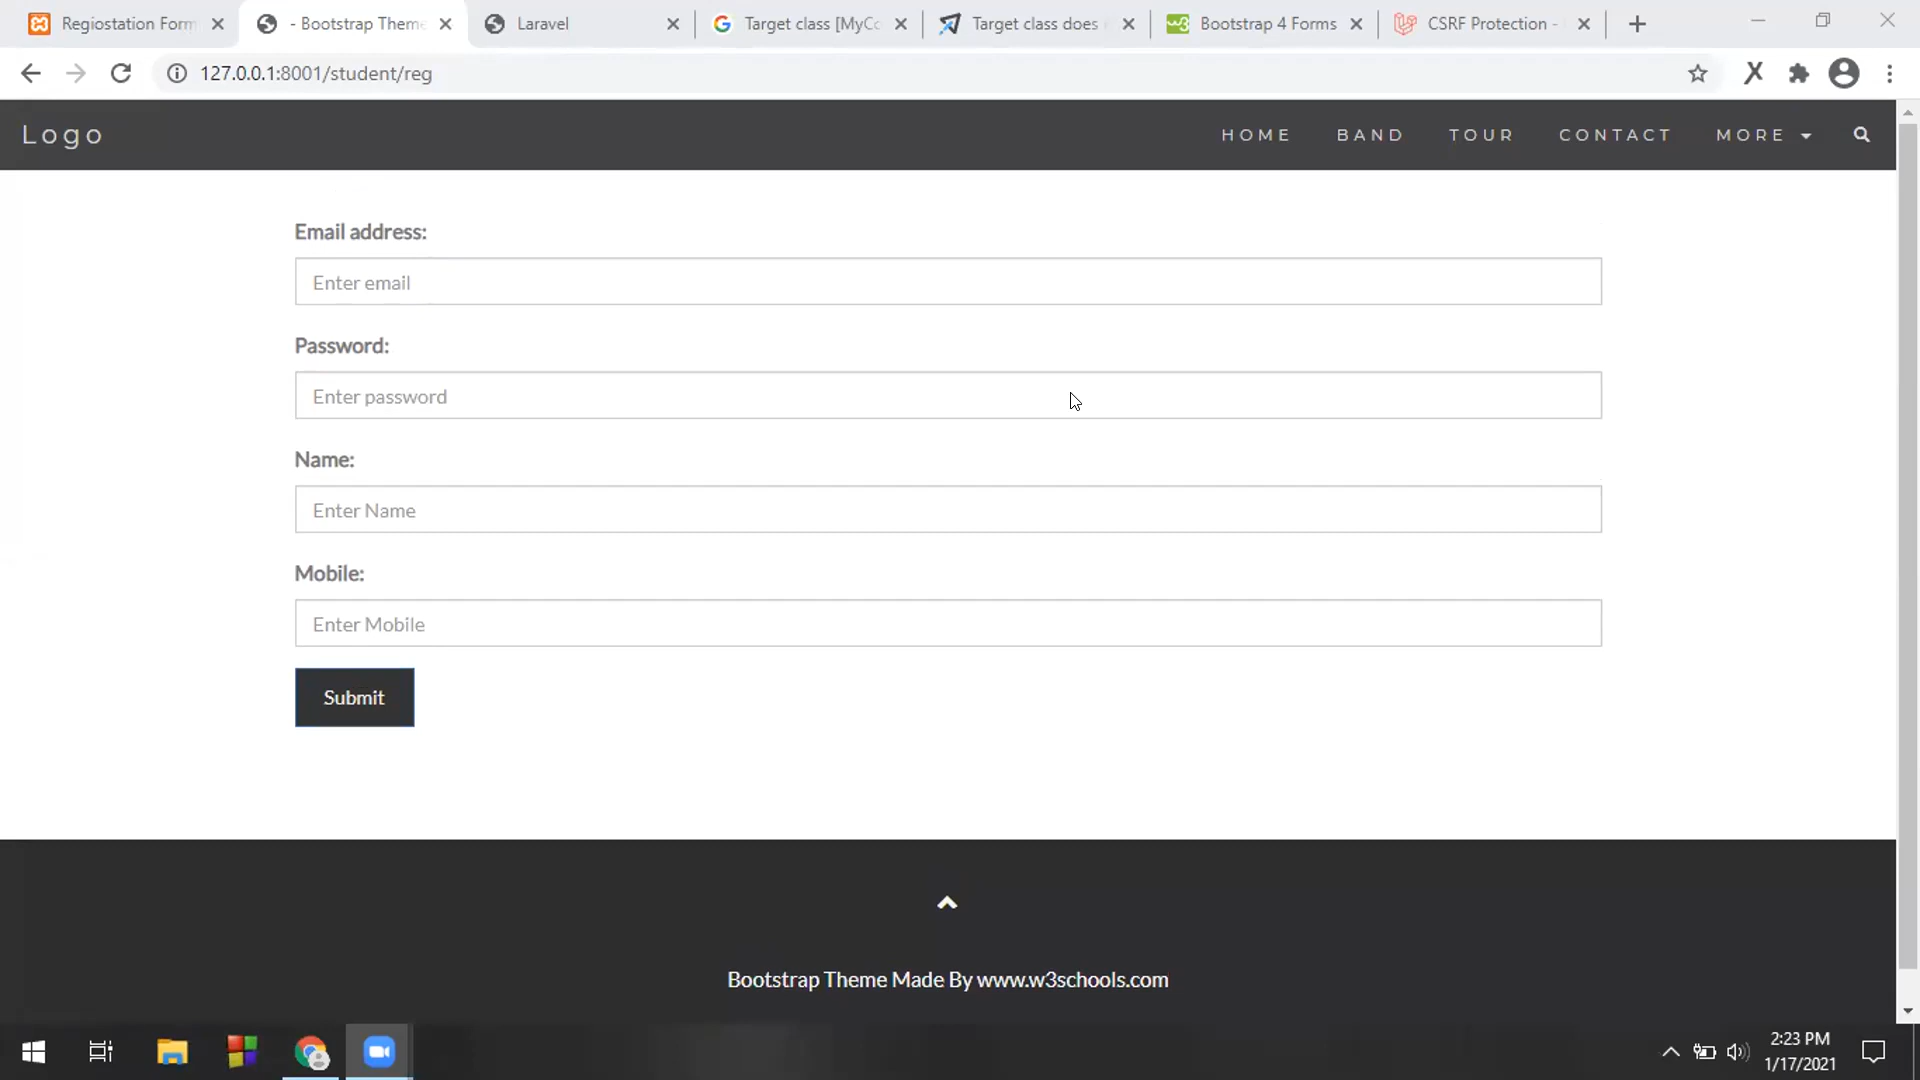 Regiostation Form
- Bootstrap Theme
Laravel
Target class [MyCo
Target class does
Bootstrap 4 Forms
CSRF Protection -
127.0.0.1:8001/student/reg
Logo
HOME BAND TOUR CONTACT MORE
Email address:
Enter email
Password:
Enter password
Name:
Enter Name
Mobile:
Enter Mobile
Submit
Bootstrap Theme Made By www.w3schools.com
2:23 PM
1/17/2021